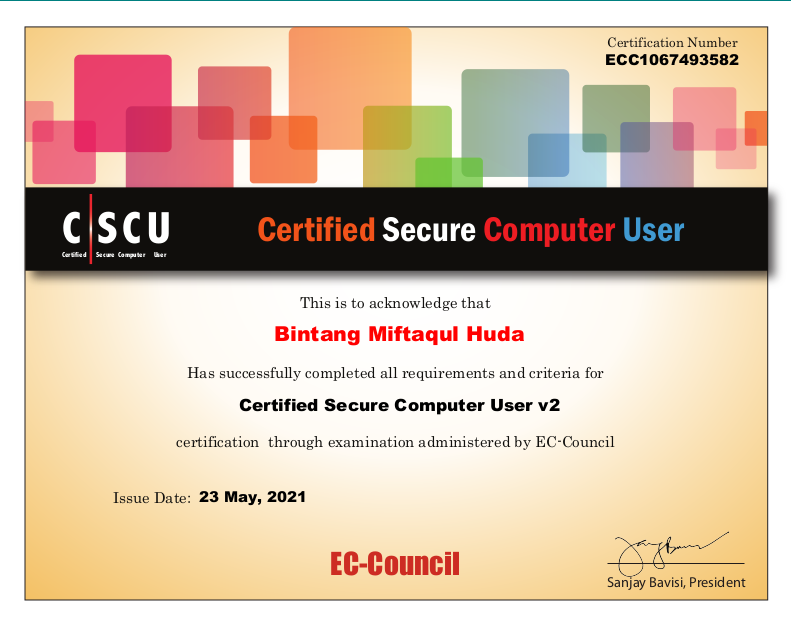 Certification Number
ECC1067493582
CSCU
Certified Secure Computer User
Certified Secure Computer User
This is to acknowledge that
Bintang Miftaqul Huda
Has successfully completed all requirements and criteria for
Certified Secure Computer User v2
certification through examination administered by EC-Council
Issue Date: 23 May, 2021
EC-Council
Sanjay Bavisi, President